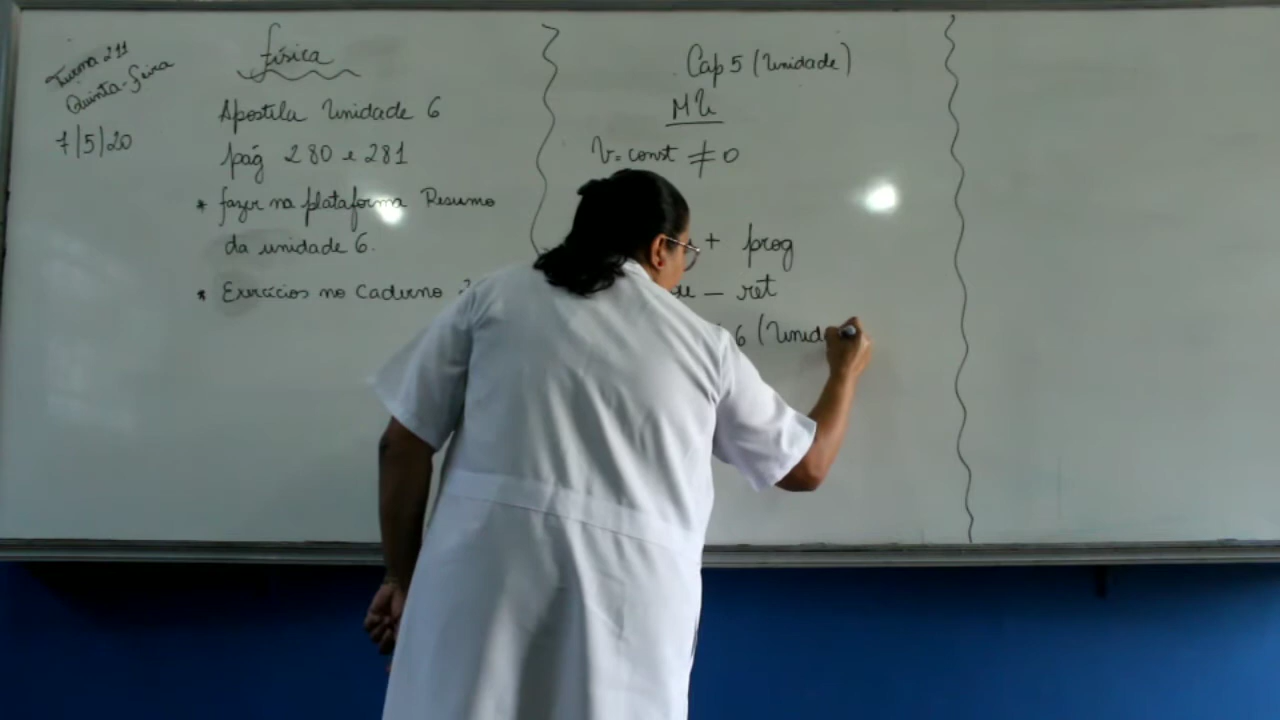 Turma 211
Quinta-feira
7/5/20
Física
Apostila Unidade 6
pág 280 e 281
* fazer na plataforma Resumo
da unidade 6.
* Exercícios no Caderno
Cap 5 (Unidade)
MU
V = const ≠ 0
+ prog
- ret
6 (Unid